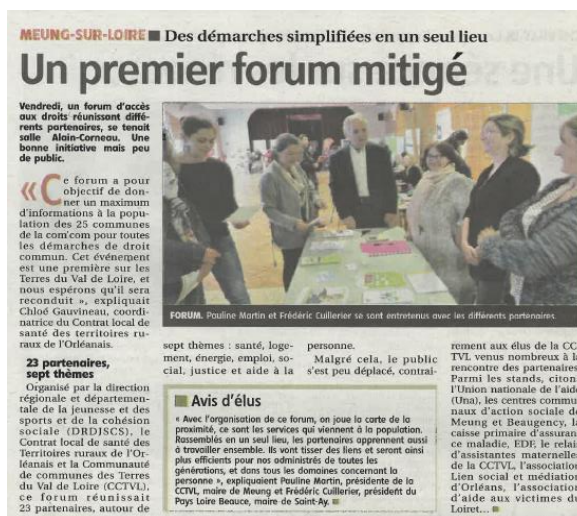 MEUNG-SUR-LOIRE ■ Des démarches simplifiées en un seul lieu
Un premier forum mitigé
Vendredi, un forum d'accès
aux droits réunissant diffé-
rents partenaires, se tenait
salle Alain-Corneau. Une
bonne initiative mais peu
de public.
« Ce forum a pour
objectif de don-
ner un maximum
d'informations à la popu-
lation des 25 communes
de la com'com pour toutes
les démarches de droit
commun. Cet événement
est une première sur les
Terres du Val de Loire, et
nous espérons qu'il sera
reconduit », expliquait
Chloé Gauvineau, coordi-
natrice du Contrat local de
santé des territoires ru-
raux de l'Orléanais.
23 partenaires,
sept thèmes
Organisé par la direction
régionale et départemen-
tale de la jeunesse et des
sports et de la cohésion
sociale (DRDJSCS), le
Contrat local de santé des
Territoires ruraux de l'Or-
léanais et la Communauté
de communes des Terres
du Val de Loire (CCTVL),
ce forum réunissait
23 partenaires, autour de
FORUM. Pauline Martin et Frédéric Cuillerier se sont entretenus avec les différents partenaires.
sept thèmes : santé, loge-
ment, énergie, emploi, so-
cial, justice et aide à la
personne.
Malgré cela, le public
s'est peu déplacé, contrai-
rement aux élus de la CC
TVL venus nombreux à la
rencontre des partenaires
Parmi les stands, citon
l'Union nationale de l'aide
(Una), les centres commu
naux d'action sociale de
Meung et Beaugency, la
caisse primaire d'assuran
ce maladie, EDF, le relai
d'assistantes maternelle
de la CCTVL, l'association
Lien social et médiation
d'Orléans, l'association
d'aide aux victimes du
Loiret... ■
■ Avis d'élus
« Avec l'organisation de ce forum, on joue la carte de la
proximité, ce sont les services qui viennent à la population.
Rassemblés en un seul lieu, les partenaires apprennent aussi
à travailler ensemble. Ils vont tisser des liens et seront ainsi
plus efficients pour nos administrés de toutes les
générations, et dans tous les domaines concernant la
personne », expliquaient Pauline Martin, présidente de la
CCTVL, maire de Meung et Frédéric Cuillerier, président du
Pays Loire Beauce, maire de Saint-Ay. ■